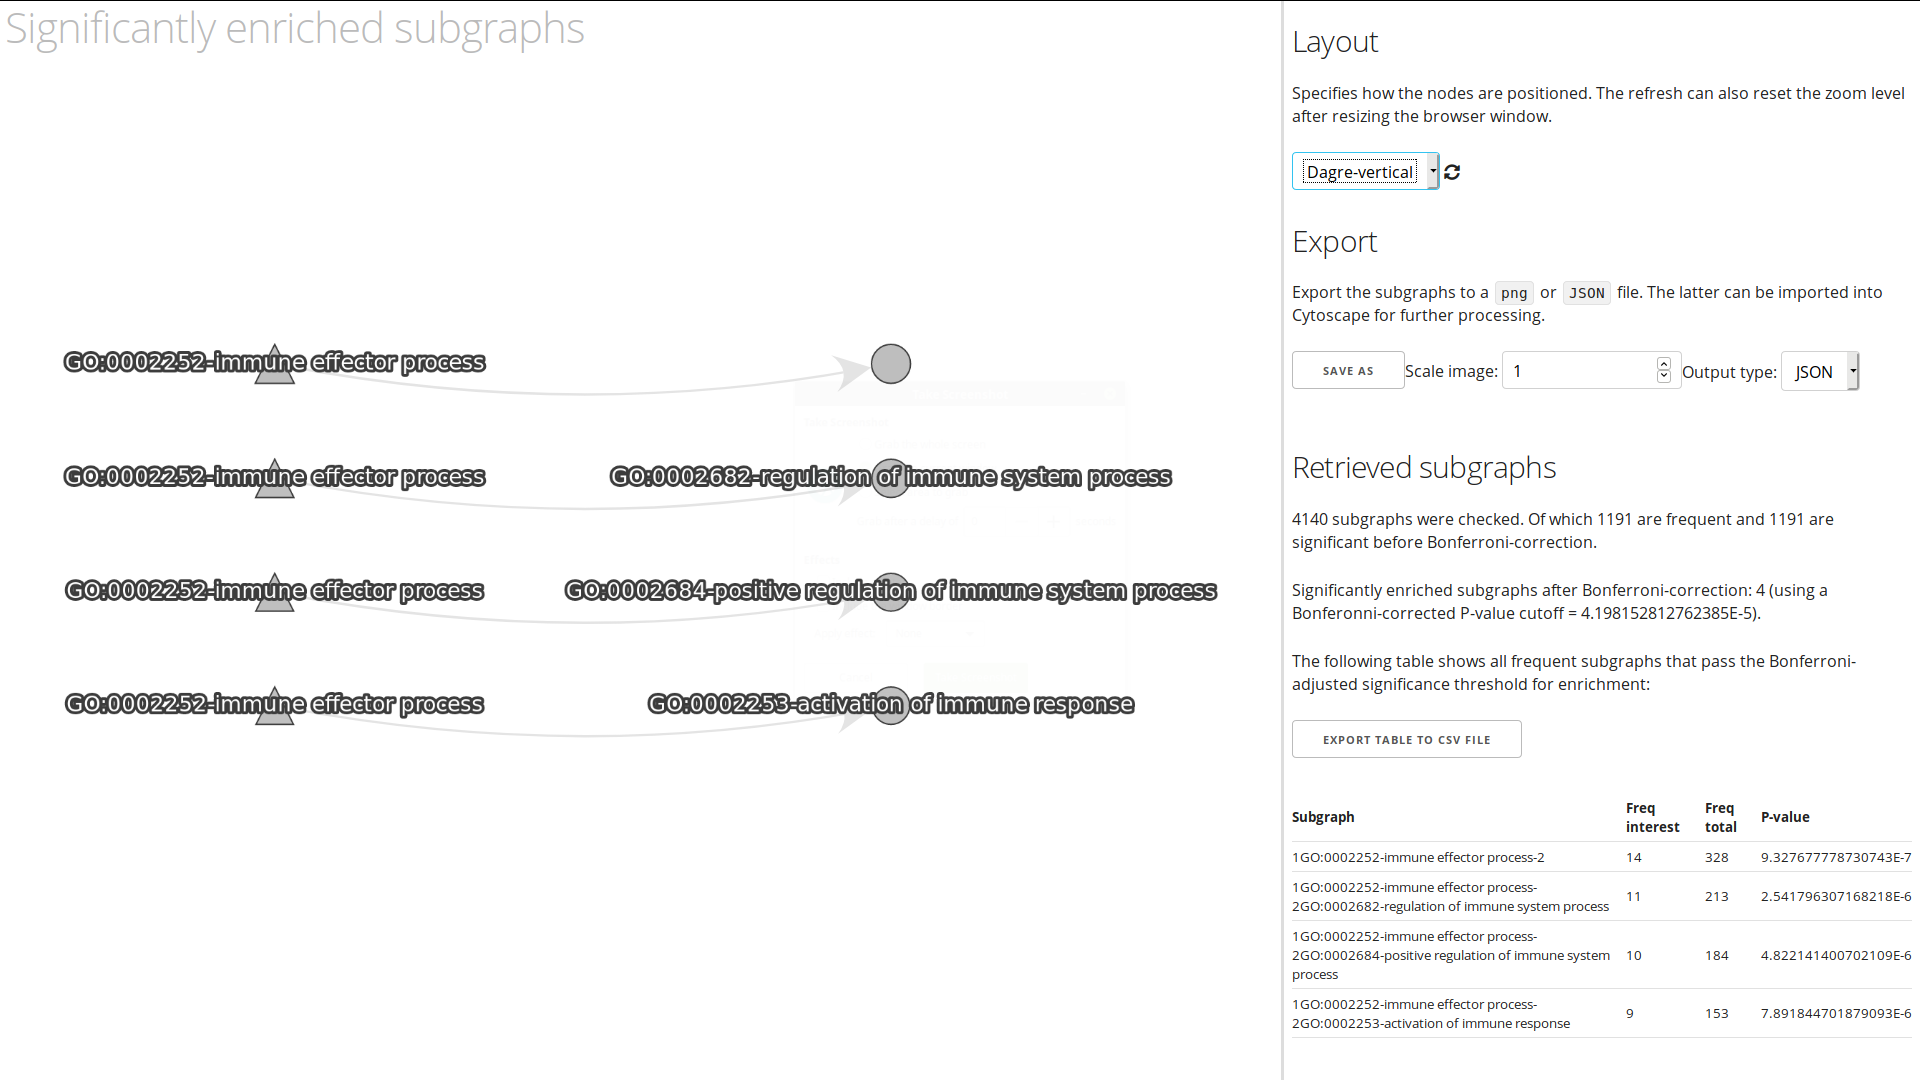 Significantly enriched subgraphs
GO:0002252-immune effector process
GO:0002252-immune effector process
GO:0002682-regulation of immune system process
GO:0002252-immune effector process
GO:0002684-positive regulation of immune system process
GO:0002252-immune effector process
GO:0002253-activation of immune response
Layout
Specifies how the nodes are positioned. The refresh can also reset the zoom level
after resizing the browser window.
Dagre-vertical
Export
Export the subgraphs to a png or JSON file. The latter can be imported into
Cytoscape for further processing.
SAVE AS Scale image: 1 Output type: JSON
Retrieved subgraphs
4140 subgraphs were checked. Of which 1191 are frequent and 1191 are
significant before Bonferroni-correction.
Significantly enriched subgraphs after Bonferroni-correction: 4 (using a
Bonferonni-corrected P-value cutoff = 4.198152812762385E-5).
The following table shows all frequent subgraphs that pass the Bonferroni-
adjusted significance threshold for enrichment:
EXPORT TABLE TO CSV FILE
Subgraph Freq interest Freq total P-value
1GO:0002252-immune effector process-2 14 328 9.327677778730743E-7
1GO:0002252-immune effector process-
2GO:0002682-regulation of immune system process 11 213 2.541796307168218E-6
1GO:0002252-immune effector process-
2GO:0002684-positive regulation of immune system
process 10 184 4.822141400702109E-6
1GO:0002252-immune effector process-
2GO:0002253-activation of immune response 9 153 7.891844701879093E-6